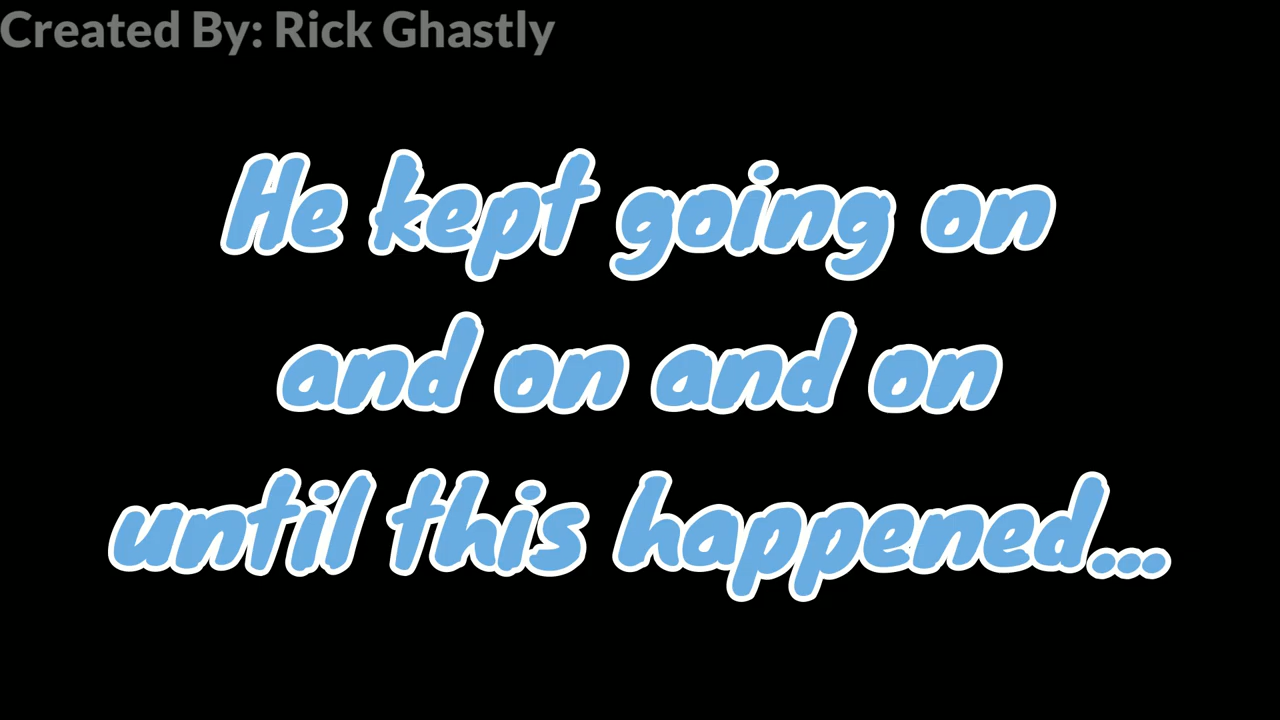 Created By: Rick Ghastly
He kept going on
and on and on
until this happened...